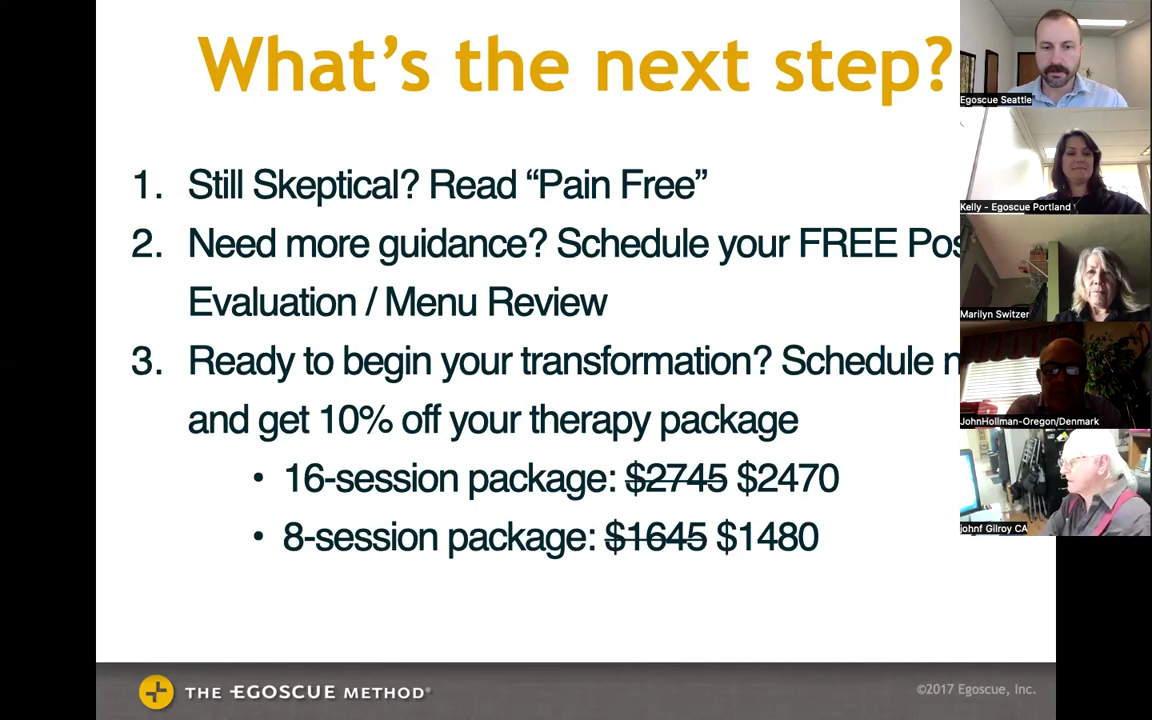 What's the next step?
1. Still Skeptical? Read “Pain Free”
2. Need more guidance? Schedule your FREE
Evaluation / Menu Review
3. Ready to begin your transformation? Schedule
and get 10% off your therapy package
• 16-session package: $2745 $2470
• 8-session package: $1645 $1480
THE EGOSCUE METHOD®
©2017 Egoscue, Inc.
Egoscue Seattle
Kelly - Egoscue Portland
Marilyn Switzer
JohnHollman-Oregon/Denmark
johnf Gilroy CA